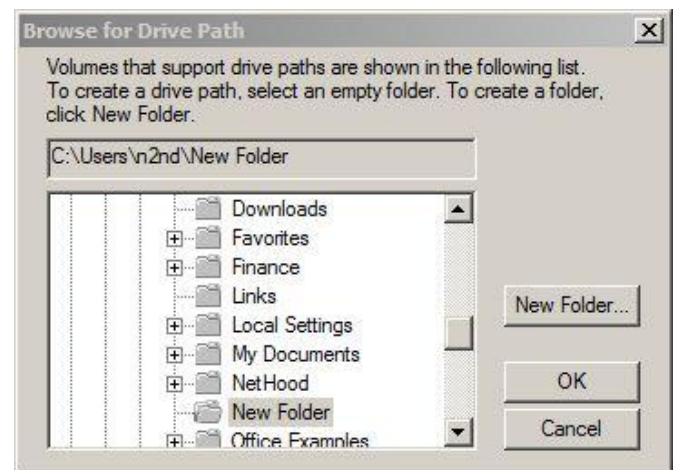 Browse for Drive Path
Volumes that support drive paths are shown in the following list.
To create a drive path, select an empty folder. To create a folder,
click New Folder.
C:\Users\n2nd\New Folder
Downloads
Favorites
Finance
Links
Local Settings
My Documents
NetHood
New Folder
Office Examples
New Folder...
OK
Cancel